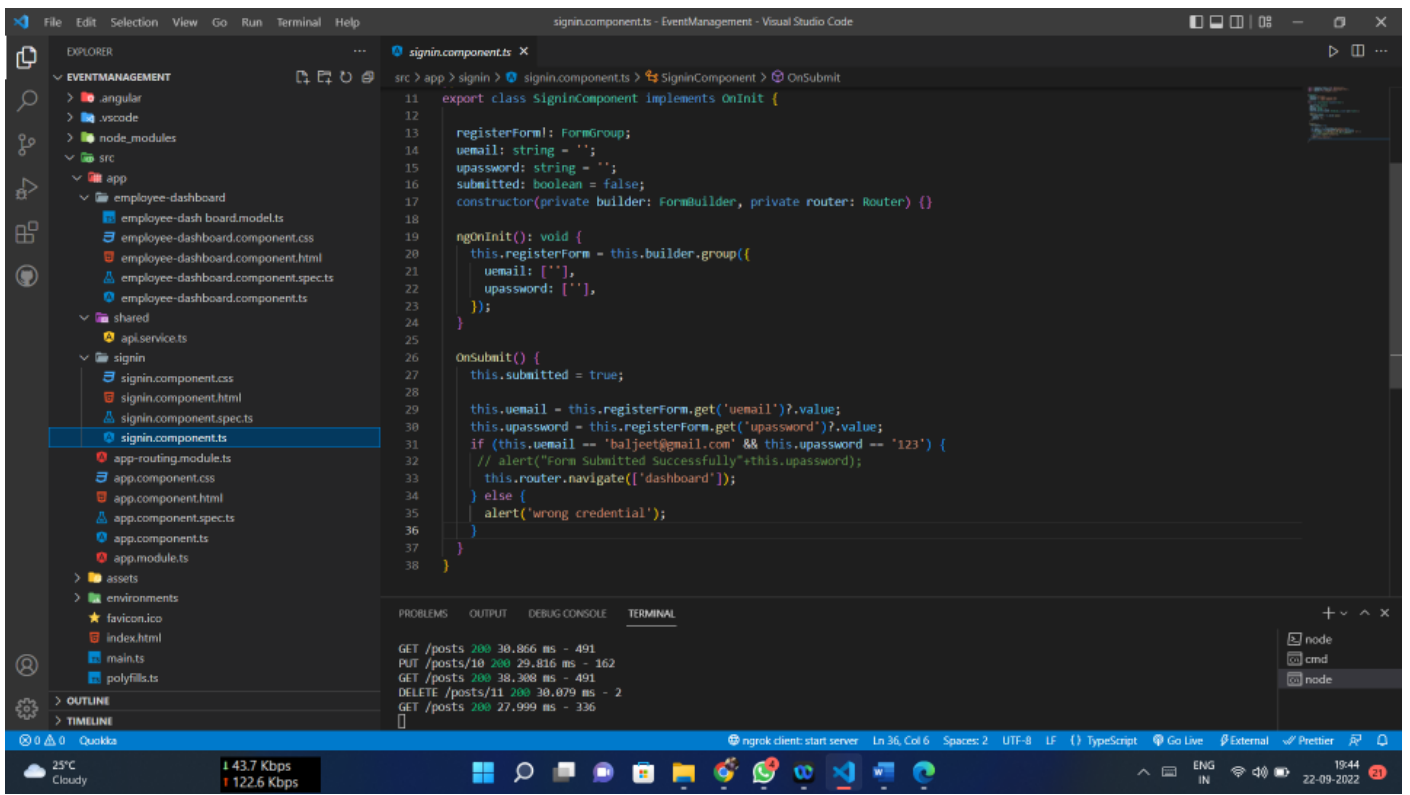 File Edit Selection View Go Run Terminal Help
signin.component.ts - EventManagement - Visual Studio Code
EXPLORER
EVENTMANAGEMENT
.angular
.vscode
node_modules
src
app
employee-dashboard
employee-dash board.model.ts
employee-dashboard.component.css
employee-dashboard.component.html
employee-dashboard.component.spec.ts
employee-dashboard.component.ts
shared
api.service.ts
signin
signin.component.css
signin.component.html
signin.component.spec.ts
signin.component.ts
app-routing.module.ts
app.component.css
app.component.html
app.component.spec.ts
app.component.ts
app.module.ts
assets
environments
favicon.ico
index.html
main.ts
polyfills.ts
OUTLINE
TIMELINE
signin.component.ts
src > app > signin > signin.component.ts > SigninComponent > OnSubmit
11 export class SigninComponent implements OnInit {
12
13 registerForm!: FormGroup;
14 uemail: string = '';
15 upassword: string = '';
16 submitted: boolean = false;
17 constructor(private builder: FormBuilder, private router: Router) {}
18
19 ngOnInit(): void {
20 this.registerForm = this.builder.group({
21 uemail: [''],
22 upassword: [''],
23 });
24 }
25
26 OnSubmit() {
27 this.submitted = true;
28
29 this.uemail = this.registerForm.get('uemail')?.value;
30 this.upassword = this.registerForm.get('upassword')?.value;
31 if (this.uemail == 'baljeet@gmail.com' && this.upassword == '123') {
32 // alert("Form Submitted Successfully"+this.upassword);
33 this.router.navigate(['dashboard']);
34 } else {
35 alert('wrong credential');
36 }
37 }
38 }
PROBLEMS OUTPUT DEBUG CONSOLE TERMINAL
GET /posts 200 30.866 ms - 491
PUT /posts/10 200 29.816 ms - 162
GET /posts 200 38.308 ms - 491
DELETE /posts/11 200 30.079 ms - 2
GET /posts 200 27.999 ms - 336
node
cmd
node
0 0 Quokka
ngrok client: start server Ln 36, Col 6 Spaces: 2 UTF-8 LF {} TypeScript Go Live External Prettier
25°C
Cloudy
43.7 Kbps
122.6 Kbps
ENG
IN
19:44
22-09-2022
21